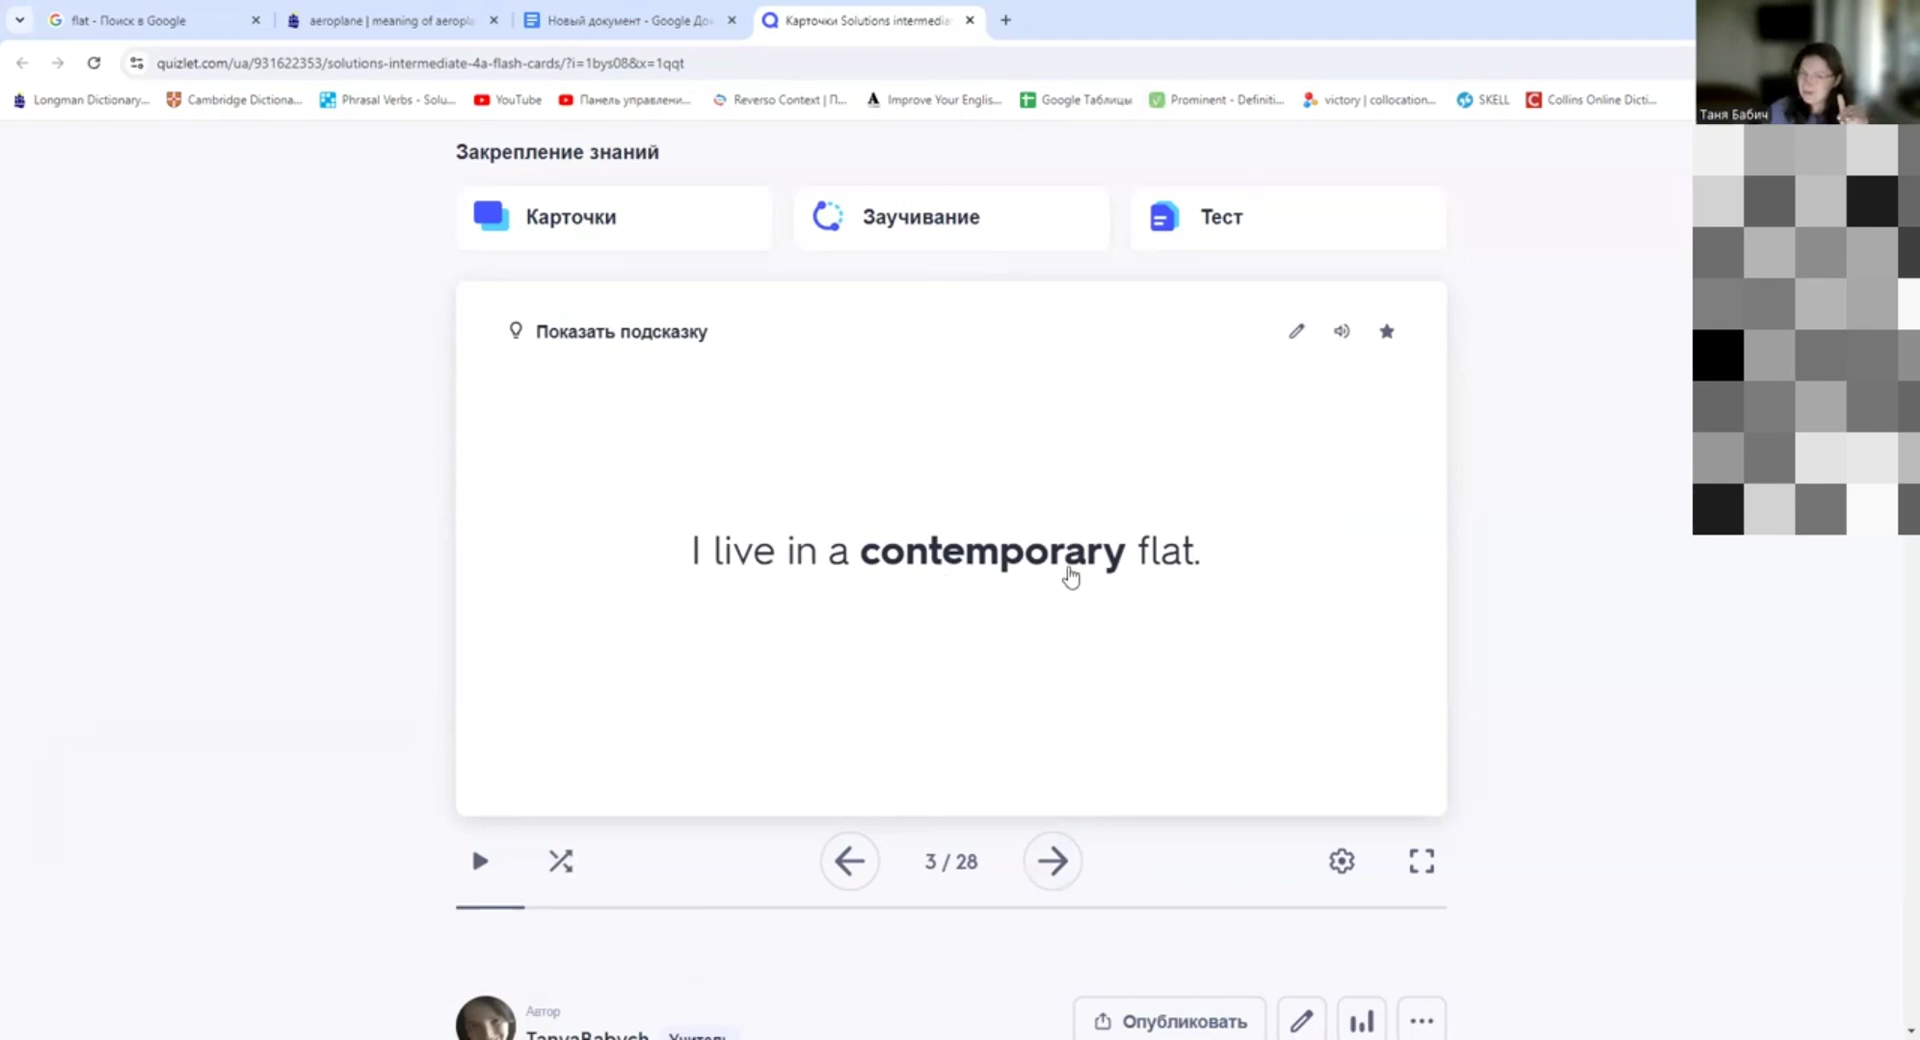 flat - Поиск в Google
aeroplane | meaning of aeropla
Новый документ - Google До
Карточки Solutions intermedia
quizlet.com/ua/931622353/solutions-intermediate-4a-flash-cards/?i=1bys08&x=1qqt
Longman Dictionary...
Cambridge Dictiona...
Phrasal Verbs - Solu...
YouTube
Панель управлени...
Reverso Context | П...
Improve Your Englis...
Google Таблицы
Prominent - Definiti...
victory | collocation...
SKELL
Collins Online Dicti...
Таня Бабич
Закрепление знаний
Карточки
Заучивание
Тест
Показать подсказку
I live in a contemporary flat.
3 / 28
Автор
TanyaBabych
Учитель
Опубликовать